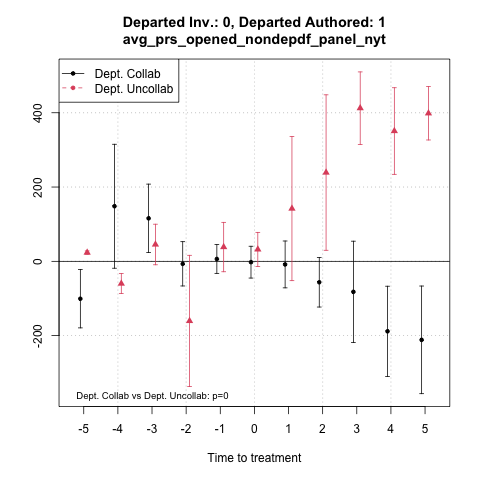 Departed Inv.: 0, Departed Authored: 1
avg_prs_opened_nondepdf_panel_nyt
Dept. Collab
Dept. Uncollab
400
200
0
-200
Dept. Collab vs Dept. Uncollab: p=0
-5 -4 -3 -2 -1 0 1 2 3 4 5
Time to treatment